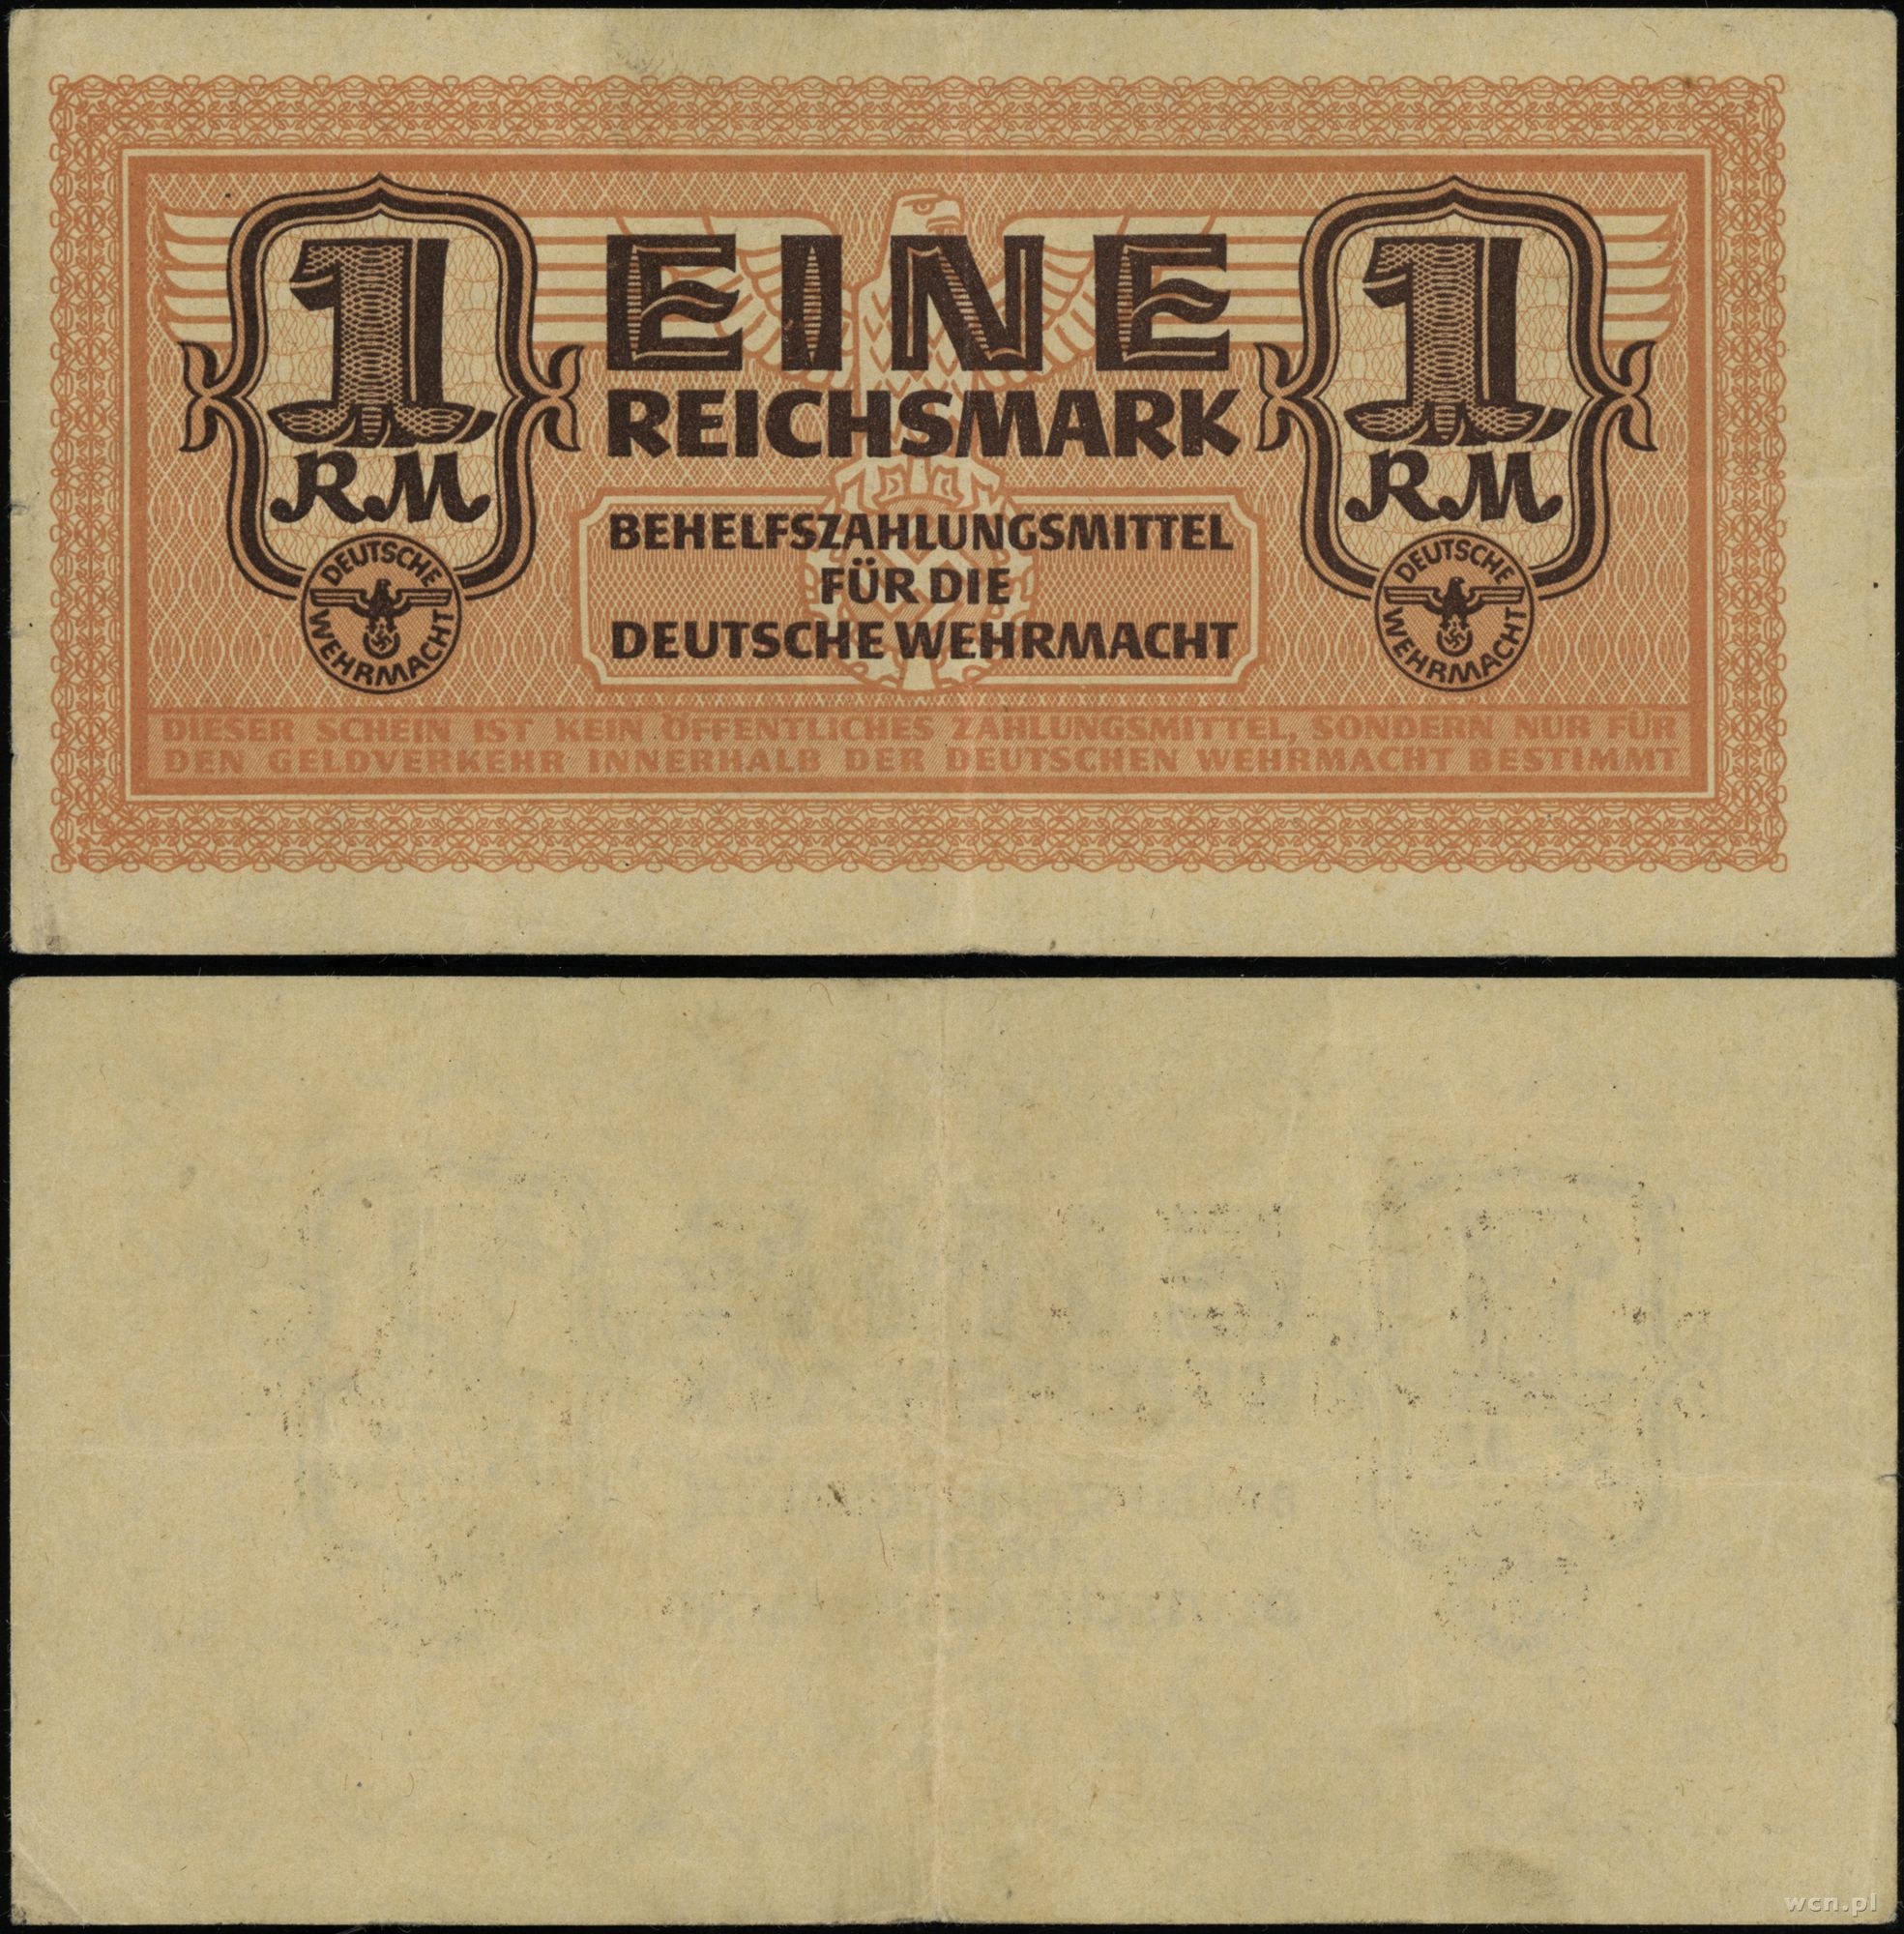 1
RM
DEUTSCHE
WEHRMACHT
EINE
REICHSMARK
BEHELFSZAHLUNGSMITTEL
FÜR DIE
DEUTSCHE WEHRMACHT
1
RM
DEUTSCHE
WEHRMACHT
DIESER SCHEIN IST KEIN ÖFFENTLICHES ZAHLUNGSMITTEL, SONDERN NUR FÜR
DEN GELDVERKEHR INNERHALB DER DEUTSCHEN WEHRMACHT BESTIMMT
wcn.pl